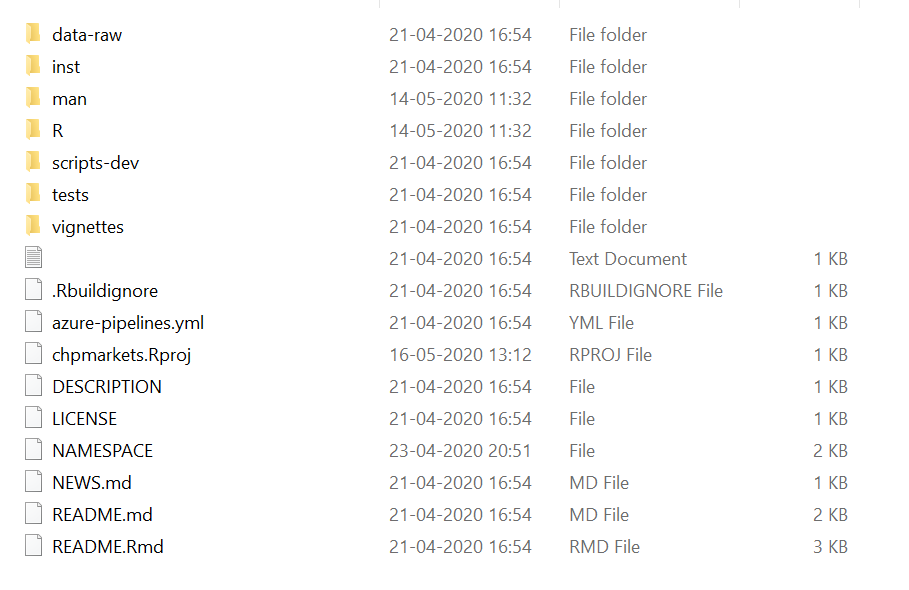 data-raw 21-04-2020 16:54 File folder
inst 21-04-2020 16:54 File folder
man 14-05-2020 11:32 File folder
R 14-05-2020 11:32 File folder
scripts-dev 21-04-2020 16:54 File folder
tests 21-04-2020 16:54 File folder
vignettes 21-04-2020 16:54 File folder
21-04-2020 16:54 Text Document 1 KB
.Rbuildignore 21-04-2020 16:54 RBUILDIGNORE File 1 KB
azure-pipelines.yml 21-04-2020 16:54 YML File 1 KB
chpmarkets.Rproj 16-05-2020 13:12 RPROJ File 1 KB
DESCRIPTION 21-04-2020 16:54 File 1 KB
LICENSE 21-04-2020 16:54 File 1 KB
NAMESPACE 23-04-2020 20:51 File 2 KB
NEWS.md 21-04-2020 16:54 MD File 1 KB
README.md 21-04-2020 16:54 MD File 2 KB
README.Rmd 21-04-2020 16:54 RMD File 3 KB